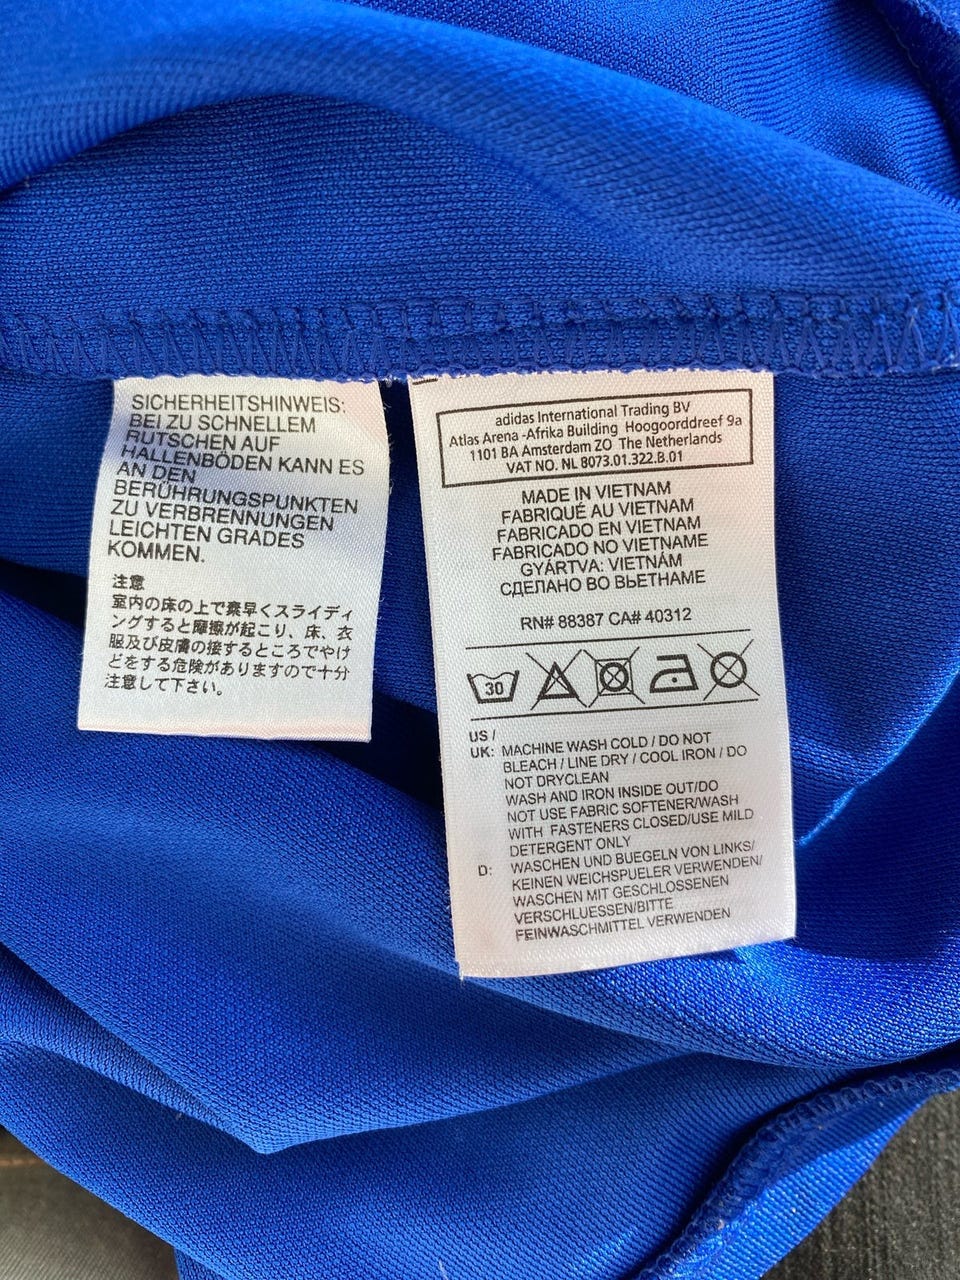 SICHERHEITSHINWEIS:
BEI ZU SCHNELLEM
RUTSCHEN AUF
HALLENBÖDEN KANN ES
AN DEN
BERÜHRUNGSPUNKTEN
ZU VERBRENNUNGEN
LEICHTEN GRADES
KOMMEN.
注意
室内の床の上で素早くスライディ
ングすると摩擦が起こり、床、衣
服及び皮膚の接するところでやけ
どをする危険がありますので十分
注意して下さい。
adidas International Trading BV
Atlas Arena -Afrika Building Hoogoorddreef 9a
1101 BA Amsterdam ZO The Netherlands
VAT NO. NL 8073.01.322.B.01
MADE IN VIETNAM
FABRIQUÉ AU VIETNAM
FABRICADO EN VIETNAM
FABRICADO NO VIETNAME
GYÁRTVA: VIETNÁM
СДЕЛАНО ВО ВЬЕТНАМЕ
RN# 88387 CA# 40312
30
US /
UK: MACHINE WASH COLD / DO NOT
BLEACH / LINE DRY / COOL IRON / DO
NOT DRYCLEAN
WASH AND IRON INSIDE OUT/DO
NOT USE FABRIC SOFTENER/WASH
WITH FASTENERS CLOSED/USE MILD
DETERGENT ONLY
D: WASCHEN UND BUEGELN VON LINKS/
KEINEN WEICHSPUELER VERWENDEN/
WASCHEN MIT GESCHLOSSENEN
VERSCHLUESSEN/BITTE
FEINWASCHMITTEL VERWENDEN